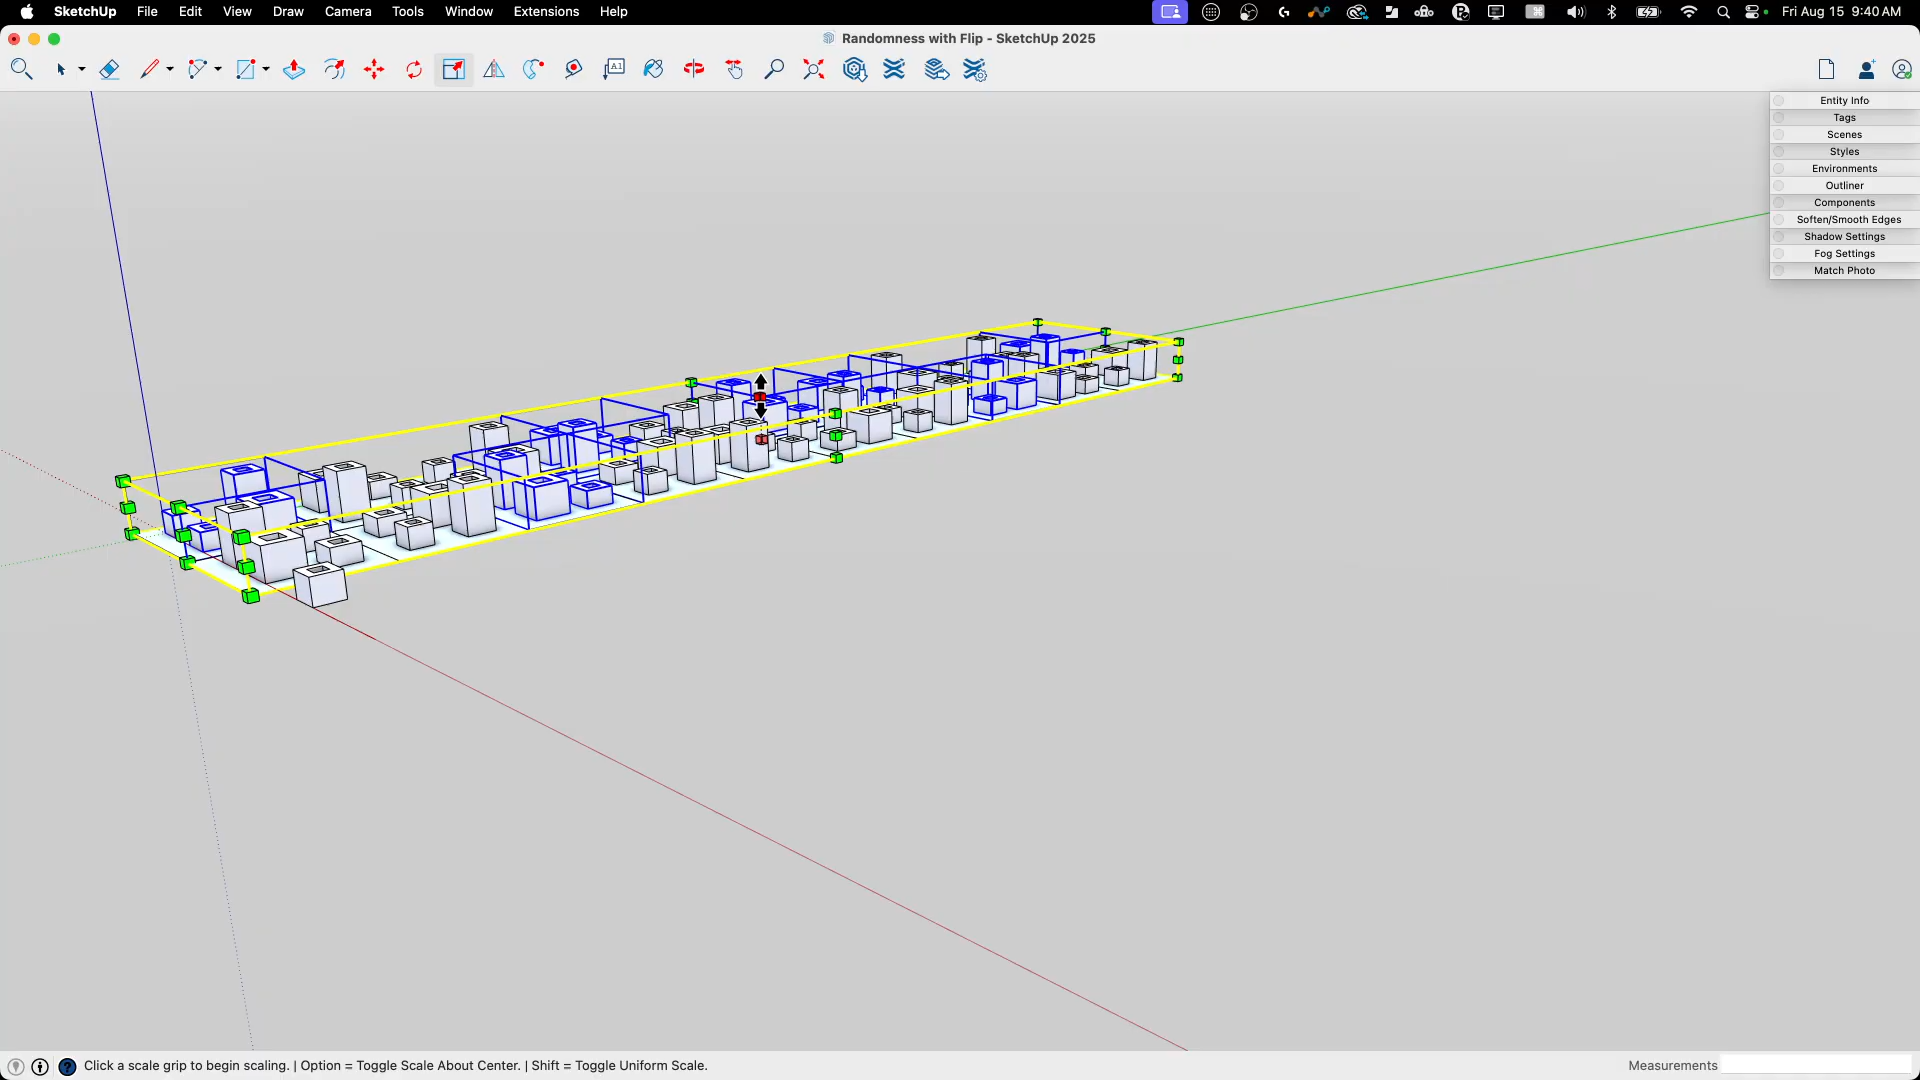 SketchUp File Edit View Draw Camera Tools Window Extensions Help Fri Aug 15 9:40 AM
Randomness with Flip - SketchUp 2025
A1
Entity Info
Tags
Scenes
Styles
Environments
Outliner
Components
Soften/Smooth Edges
Shadow Settings
Fog Settings
Match Photo
Click a scale grip to begin scaling. | Option = Toggle Scale About Center. | Shift = Toggle Uniform Scale. Measurements